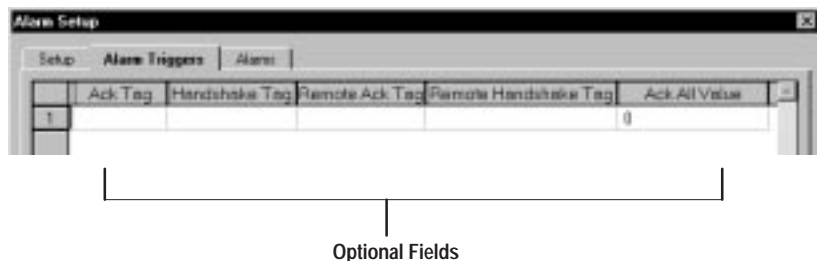 Alarm Setup
Setup Alarm Triggers Alarms
Ack Tag Handshake Tag Remote Ack Tag Remote Handshake Tag Ack All Value
1 0
Optional Fields